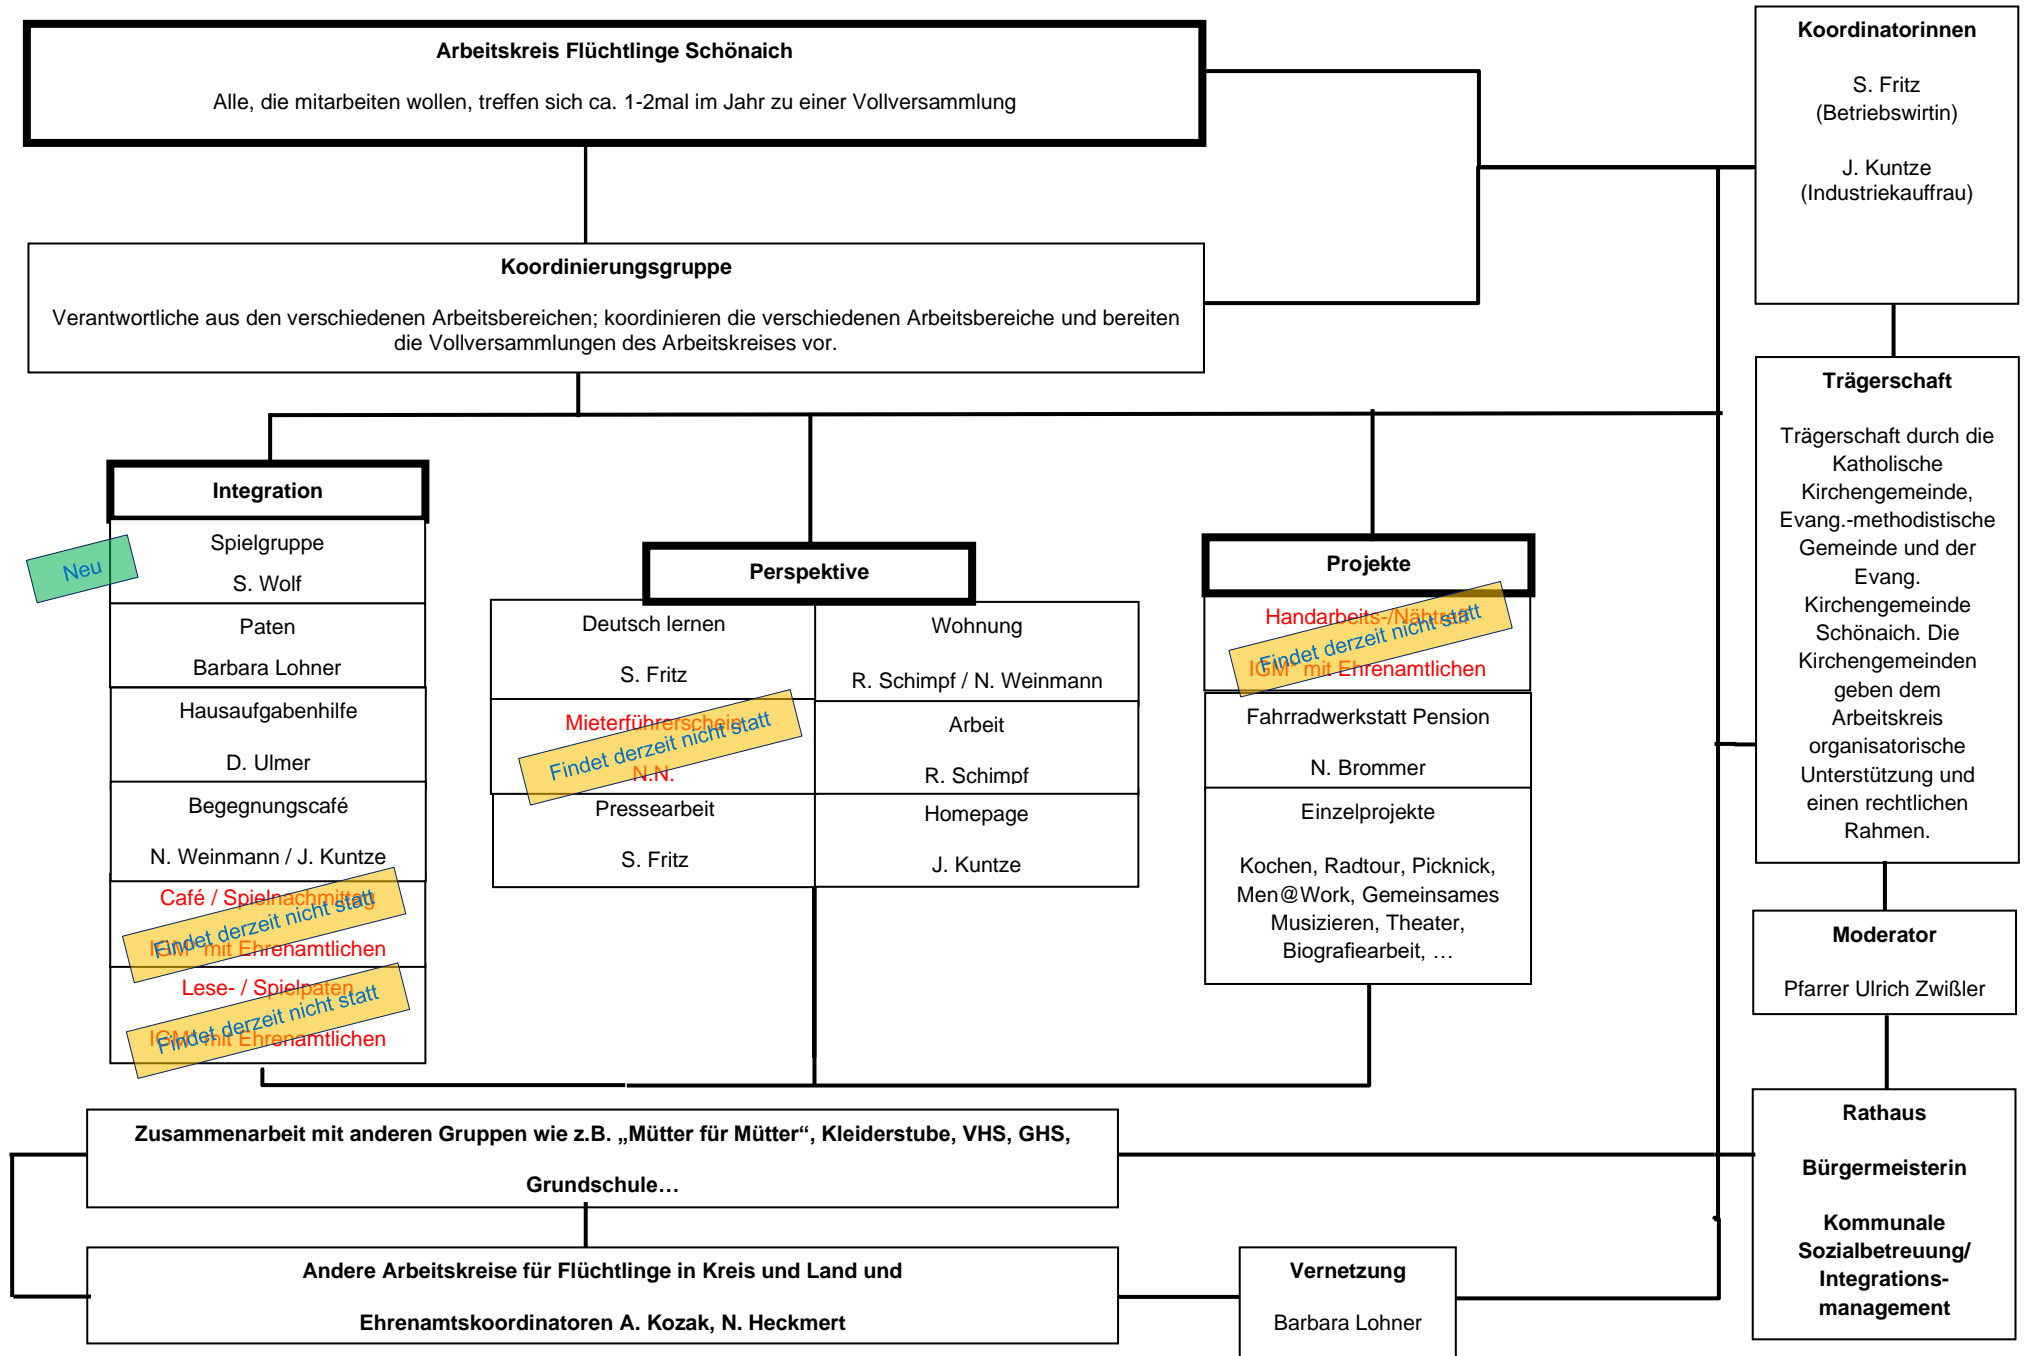 Arbeitskreis Flüchtlinge Schönaich
Alle, die mitarbeiten wollen, treffen sich ca. 1-2mal im Jahr zu einer Vollversammlung
Koordinatorinnen
S. Fritz
(Betriebswirtin)
J. Kuntze
(Industriekauffrau)
Koordinierungsgruppe
Verantwortliche aus den verschiedenen Arbeitsbereichen; koordinieren die verschiedenen Arbeitsbereiche und bereiten
die Vollversammlungen des Arbeitskreises vor.
Trägerschaft
Trägerschaft durch die
Katholische
Kirchengemeinde,
Evang.-methodistische
Gemeinde und der
Evang.
Kirchengemeinde
Schönaich. Die
Kirchengemeinden
geben dem
Arbeitskreis
organisatorische
Unterstützung und
einen rechtlichen
Rahmen.
Integration
Neu
Spielgruppe
S. Wolf
Paten
Barbara Lohner
Hausaufgabenhilfe
D. Ulmer
Begegnungscafé
N. Weinmann / J. Kuntze
Café / Spielnachmittag
IGM* mit Ehrenamtlichen
Findet derzeit nicht statt
Lese- / Spielpaten
IGM* mit Ehrenamtlichen
Findet derzeit nicht statt
Perspektive
Deutsch lernen
S. Fritz
Wohnung
R. Schimpf / N. Weinmann
Mieterführerschein
N.N.
Findet derzeit nicht statt
Arbeit
R. Schimpf
Pressearbeit
S. Fritz
Homepage
J. Kuntze
Projekte
Handarbeits-/Nähtreff
IGM* mit Ehrenamtlichen
Findet derzeit nicht statt
Fahrradwerkstatt Pension
N. Brommer
Einzelprojekte
Kochen, Radtour, Picknick,
Men@Work, Gemeinsames
Musizieren, Theater,
Biografiearbeit, …
Moderator
Pfarrer Ulrich Zwißler
Zusammenarbeit mit anderen Gruppen wie z.B. „Mütter für Mütter“, Kleiderstube, VHS, GHS,
Grundschule…
Andere Arbeitskreise für Flüchtlinge in Kreis und Land und
Ehrenamtskoordinatoren A. Kozak, N. Heckmert
Vernetzung
Barbara Lohner
Rathaus
Bürgermeisterin
Kommunale
Sozialbetreuung/
Integrations-
management